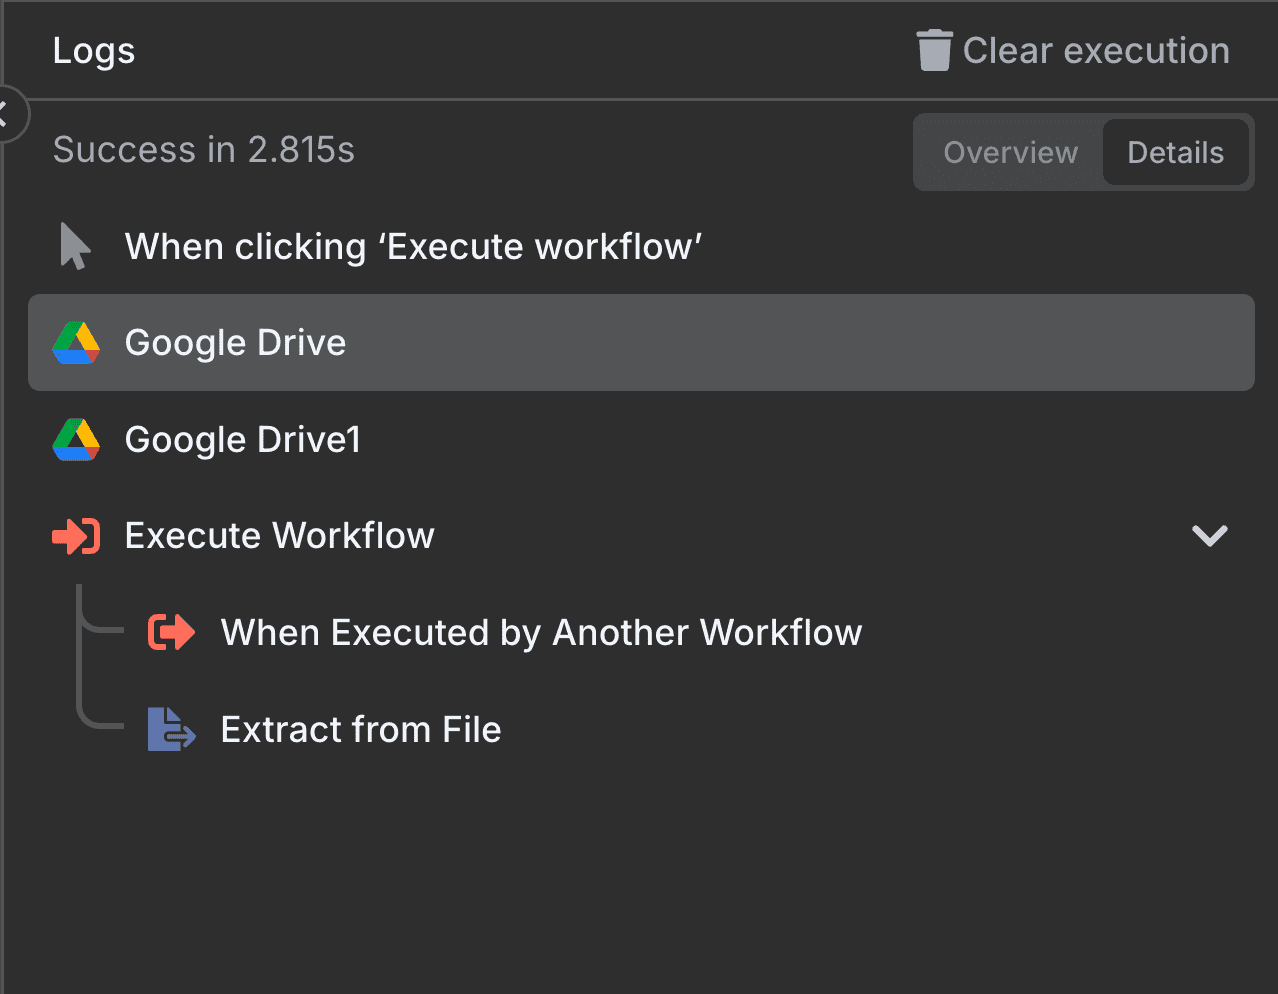 Logs
Clear execution
Success in 2.815s
Overview
Details
When clicking ‘Execute workflow’
Google Drive
Google Drive1
Execute Workflow
When Executed by Another Workflow
Extract from File